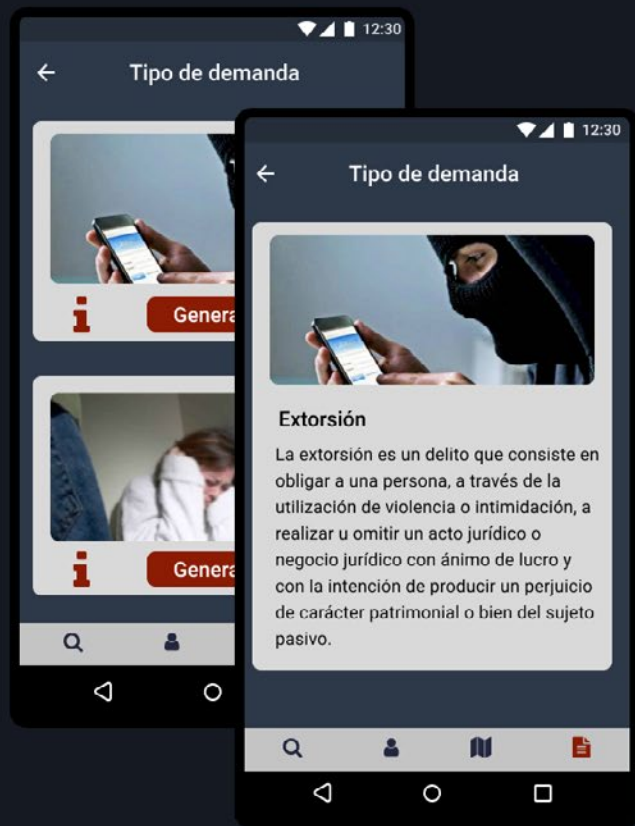 12:30
Tipo de demanda
Genera
Genera
12:30
Tipo de demanda
Extorsión
La extorsión es un delito que consiste en
obligar a una persona, a través de la
utilización de violencia o intimidación, a
realizar u omitir un acto jurídico o
negocio jurídico con ánimo de lucro y
con la intención de producir un perjuicio
de carácter patrimonial o bien del sujeto
pasivo.